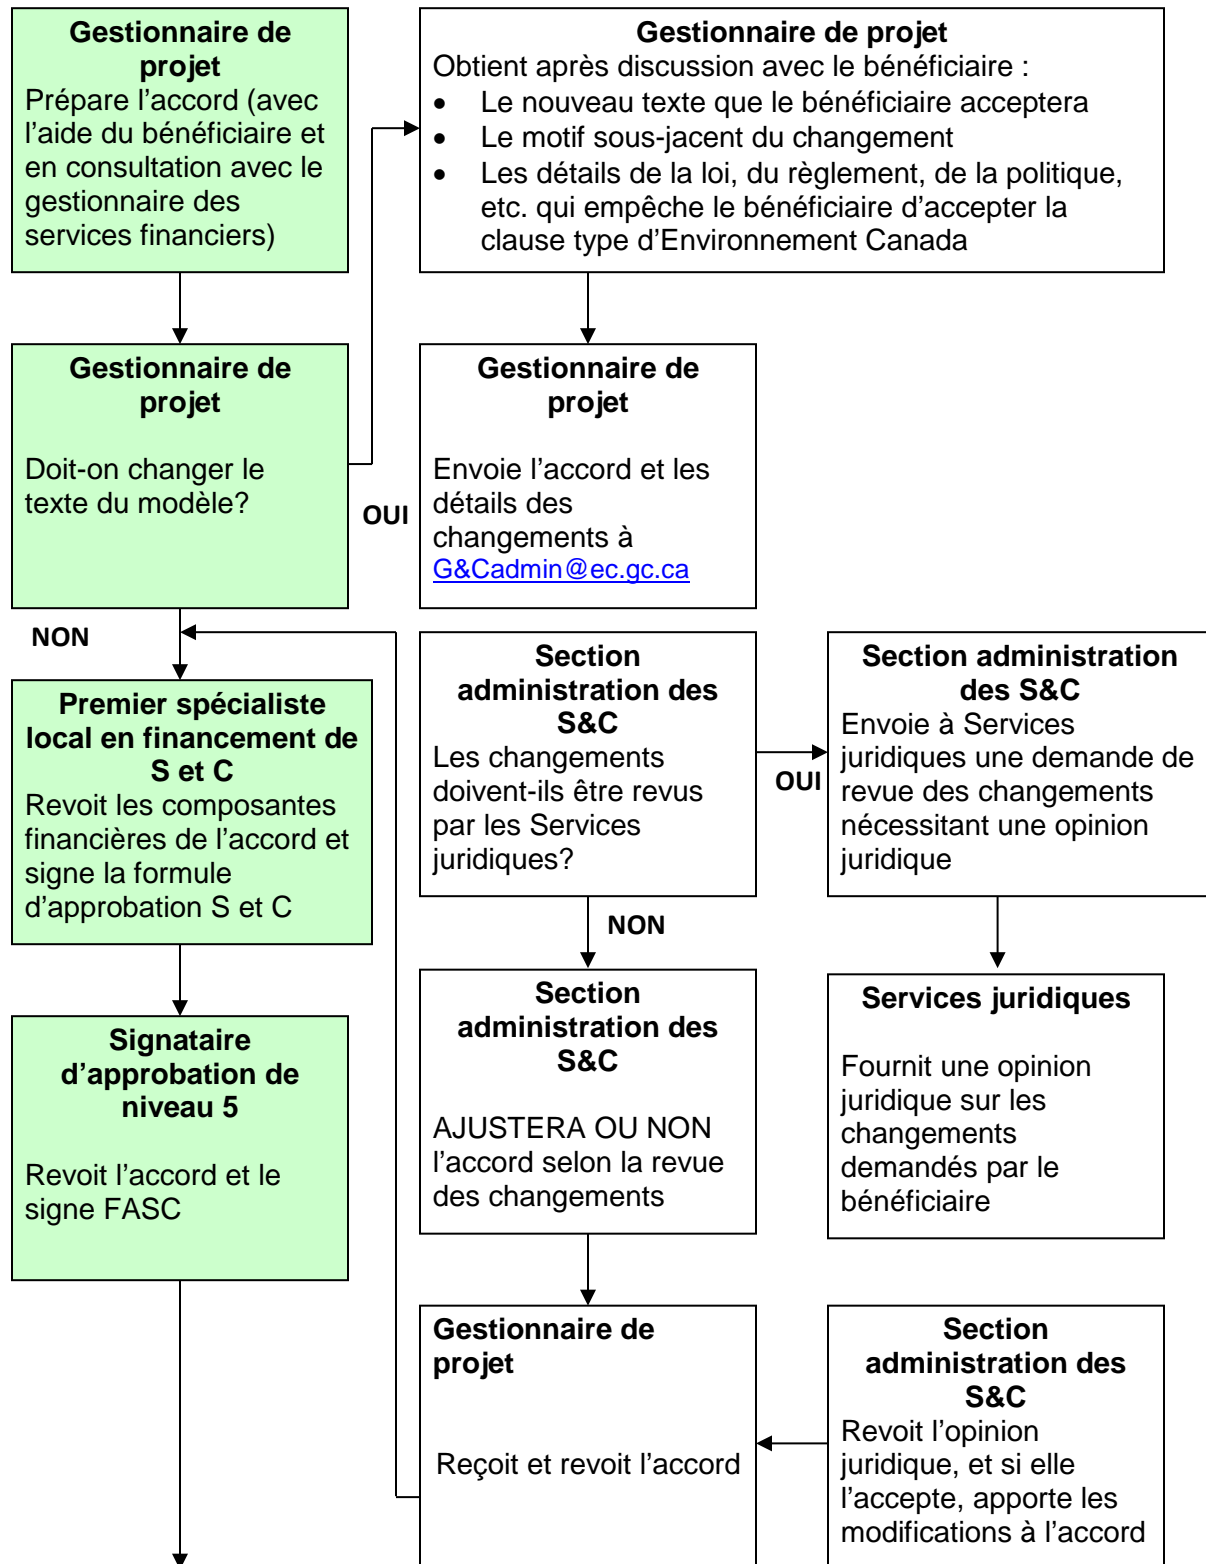 Gestionnaire de
projet
Prépare l’accord (avec
l’aide du bénéficiaire et
en consultation avec le
gestionnaire des
services financiers)
Gestionnaire de projet
Obtient après discussion avec le bénéficiaire :
• Le nouveau texte que le bénéficiaire acceptera
• Le motif sous-jacent du changement
• Les détails de la loi, du règlement, de la politique,
etc. qui empêche le bénéficiaire d’accepter la
clause type d’Environnement Canada
Gestionnaire de
projet
Doit-on changer le
texte du modèle?
OUI
Gestionnaire de
projet
Envoie l’accord et les
détails des
changements à
G&Cadmin@ec.gc.ca
NON
Premier spécialiste
local en financement de
S et C
Revoit les composantes
financières de l’accord et
signe la formule
d’approbation S et C
Section
administration des
S&C
Les changements
doivent-ils être revus
par les Services
juridiques?
OUI
Section administration
des S&C
Envoie à Services
juridiques une demande de
revue des changements
nécessitant une opinion
juridique
NON
Signataire
d’approbation de
niveau 5
Revoit l’accord et le
signe FASC
Section
administration des
S&C
AJUSTERA OU NON
l’accord selon la revue
des changements
Services juridiques
Fournit une opinion
juridique sur les
changements
demandés par le
bénéficiaire
Gestionnaire de
projet
Reçoit et revoit l’accord
Section
administration des
S&C
Revoit l’opinion
juridique, et si elle
l’accepte, apporte les
modifications à l’accord